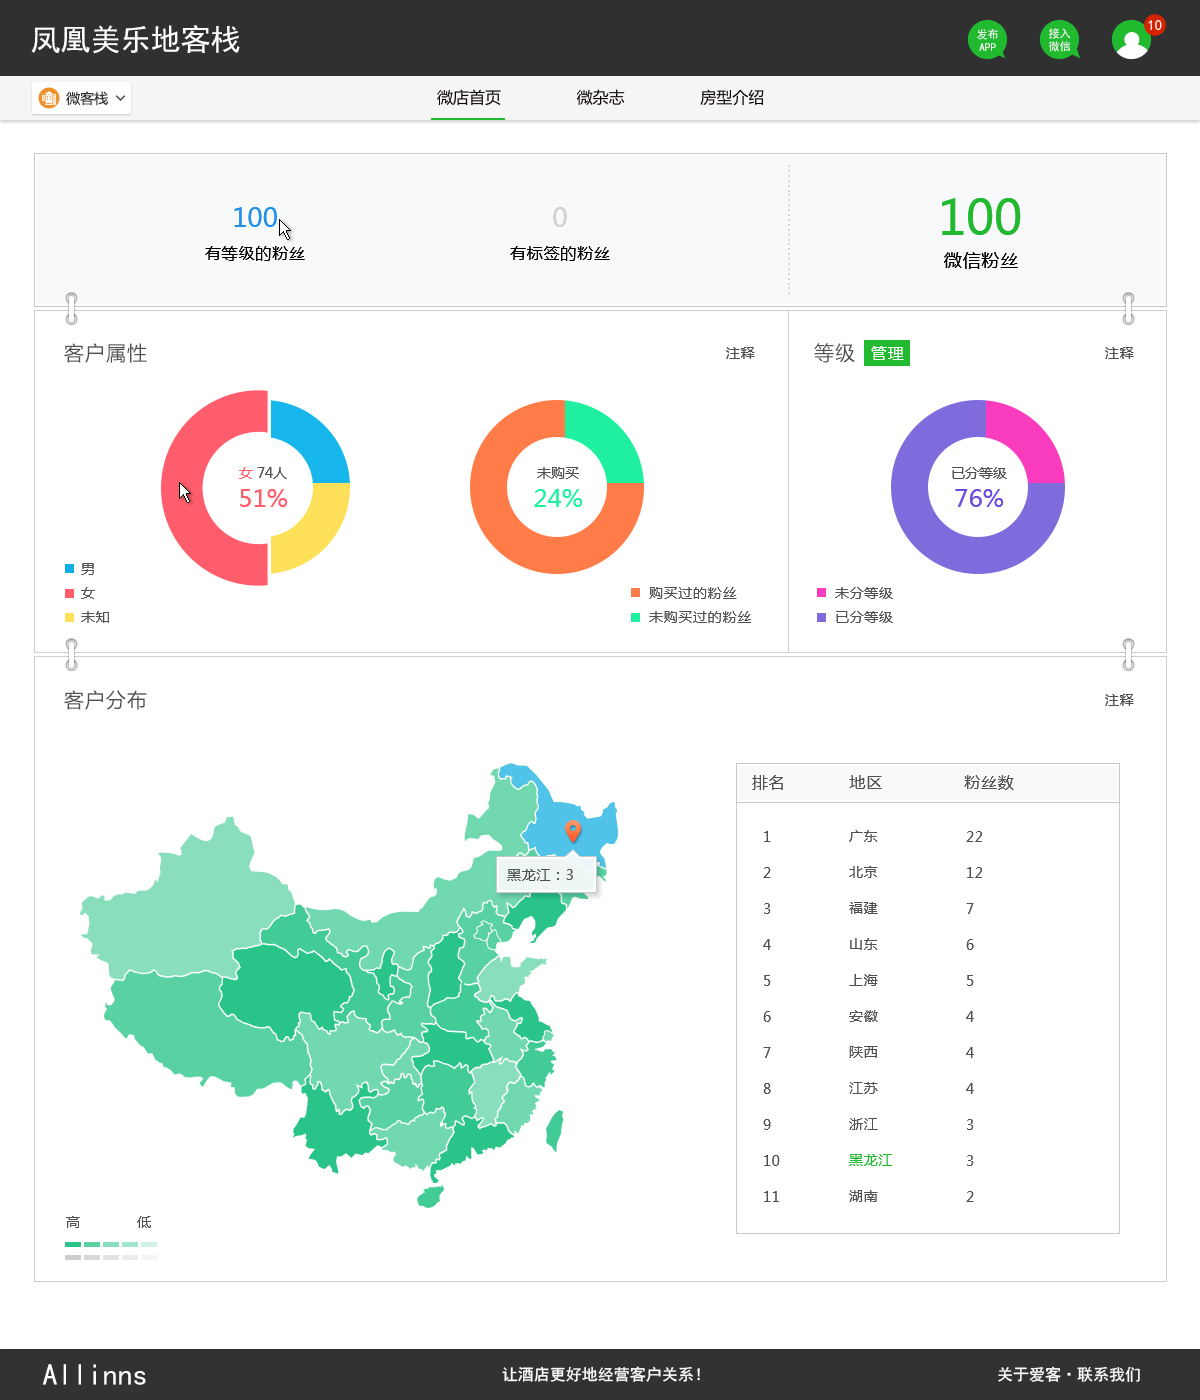 凤凰美乐地客栈
发布
APP
接入
微信
10
微客栈
微店首页
微杂志
房型介绍
100
有等级的粉丝
0
有标签的粉丝
100
微信粉丝
客户属性
注释
女 74人
51%
男
女
未知
未购买
24%
购买过的粉丝
未购买过的粉丝
等级 管理
注释
已分等级
76%
未分等级
已分等级
客户分布
注释
黑龙江：3
高 低
排名 地区 粉丝数
1 广东 22
2 北京 12
3 福建 7
4 山东 6
5 上海 5
6 安徽 4
7 陕西 4
8 江苏 4
9 浙江 3
10 黑龙江 3
11 湖南 2
Allinns
让酒店更好地经营客户关系！
关于爱客·联系我们